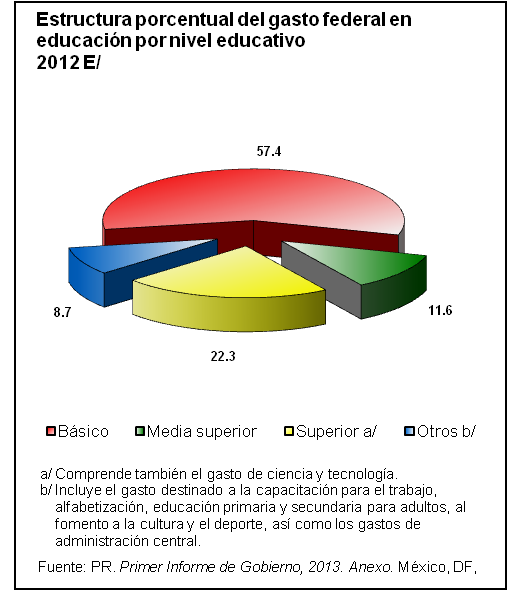 Estructura porcentual del gasto federal en
educación por nivel educativo
2012 E/
57.4
8.7
11.6
22.3
Básico
Media superior
Superior a/
Otros b/
a/ Comprende también el gasto de ciencia y tecnología.
b/ Incluye el gasto destinado a la capacitación para el trabajo,
alfabetización, educación primaria y secundaria para adultos, al
fomento a la cultura y el deporte, así como los gastos de
administración central.
Fuente: PR. Primer Informe de Gobierno, 2013. Anexo. México, DF,